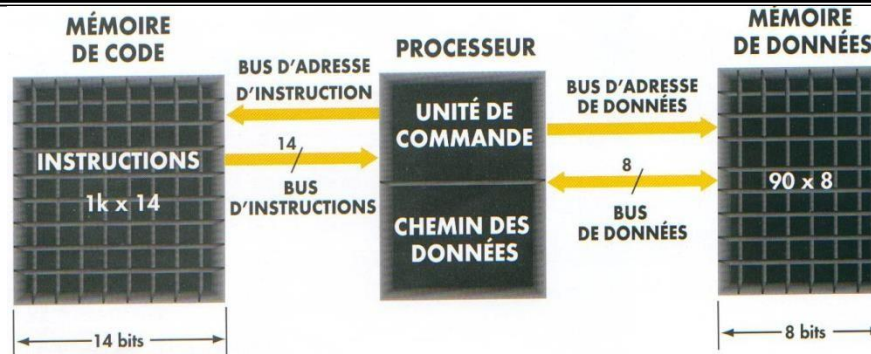 MÉMOIRE
DE CODE
BUS D'ADRESSE
D'INSTRUCTION
INSTRUCTIONS
1k x 14
14
BUS
D'INSTRUCTIONS
14 bits
PROCESSEUR
UNITÉ DE
COMMANDE
CHEMIN DES
DONNÉES
BUS D'ADRESSE
DE DONNÉES
8
BUS
DE DONNÉES
MÉMOIRE
DE DONNÉES
90 x 8
8 bits